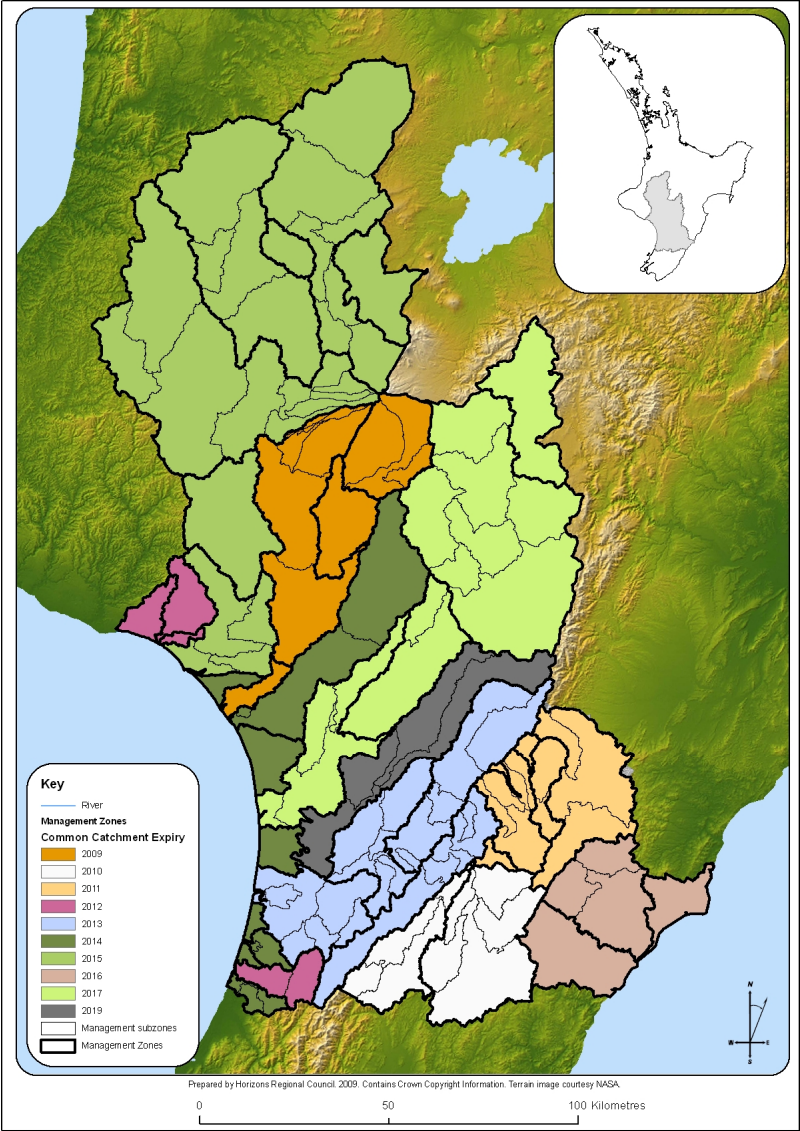 Key
River
Management Zones
Common Catchment Expiry
2009
2010
2011
2012
2013
2014
2015
2016
2017
2019
Management subzones
Management Zones
N
W E
S
Prepared by Horizons Regional Council. 2009. Contains Crown Copyright Information. Terrain image courtesy NASA.
0 50 100 Kilometres